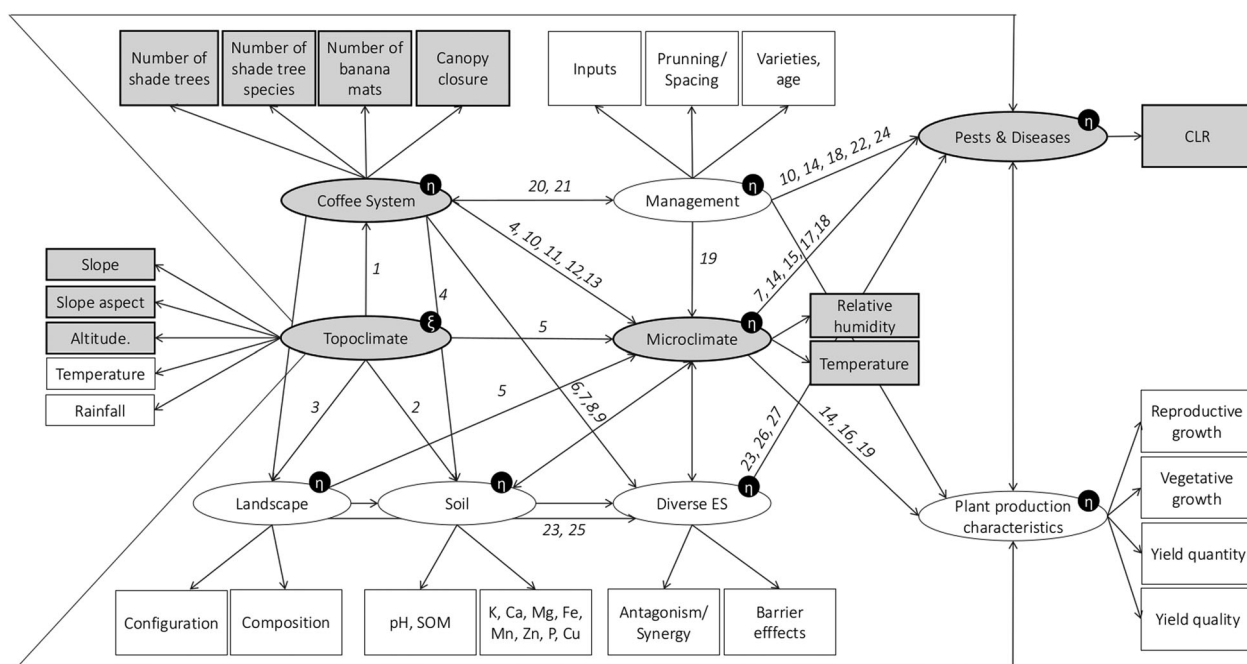 Number of
shade trees
Number of
shade tree
species
Number of
banana
mats
Canopy
closure
Inputs
Prunning/
Spacing
Varieties,
age
η
Pests & Diseases
CLR
10, 14, 18, 22, 24
η
Coffee System
20, 21
η
Management
Slope
Slope aspect
Altitude.
Temperature
Rainfall
1
4
4, 10, 11, 12,13
19
7, 14, 15, 17,18
ξ
Topoclimate
5
η
Microclimate
Relative
humidity
Temperature
3
2
5
6,7,8,9
23, 26, 27
14, 16, 19
η
Landscape
η
Soil
η
Diverse ES
23, 25
η
Plant production
characteristics
Reproductive
growth
Vegetative
growth
Yield quantity
Yield quality
Configuration
Composition
pH, SOM
K, Ca, Mg, Fe,
Mn, Zn, P, Cu
Antagonism/
Synergy
Barrier
efffects